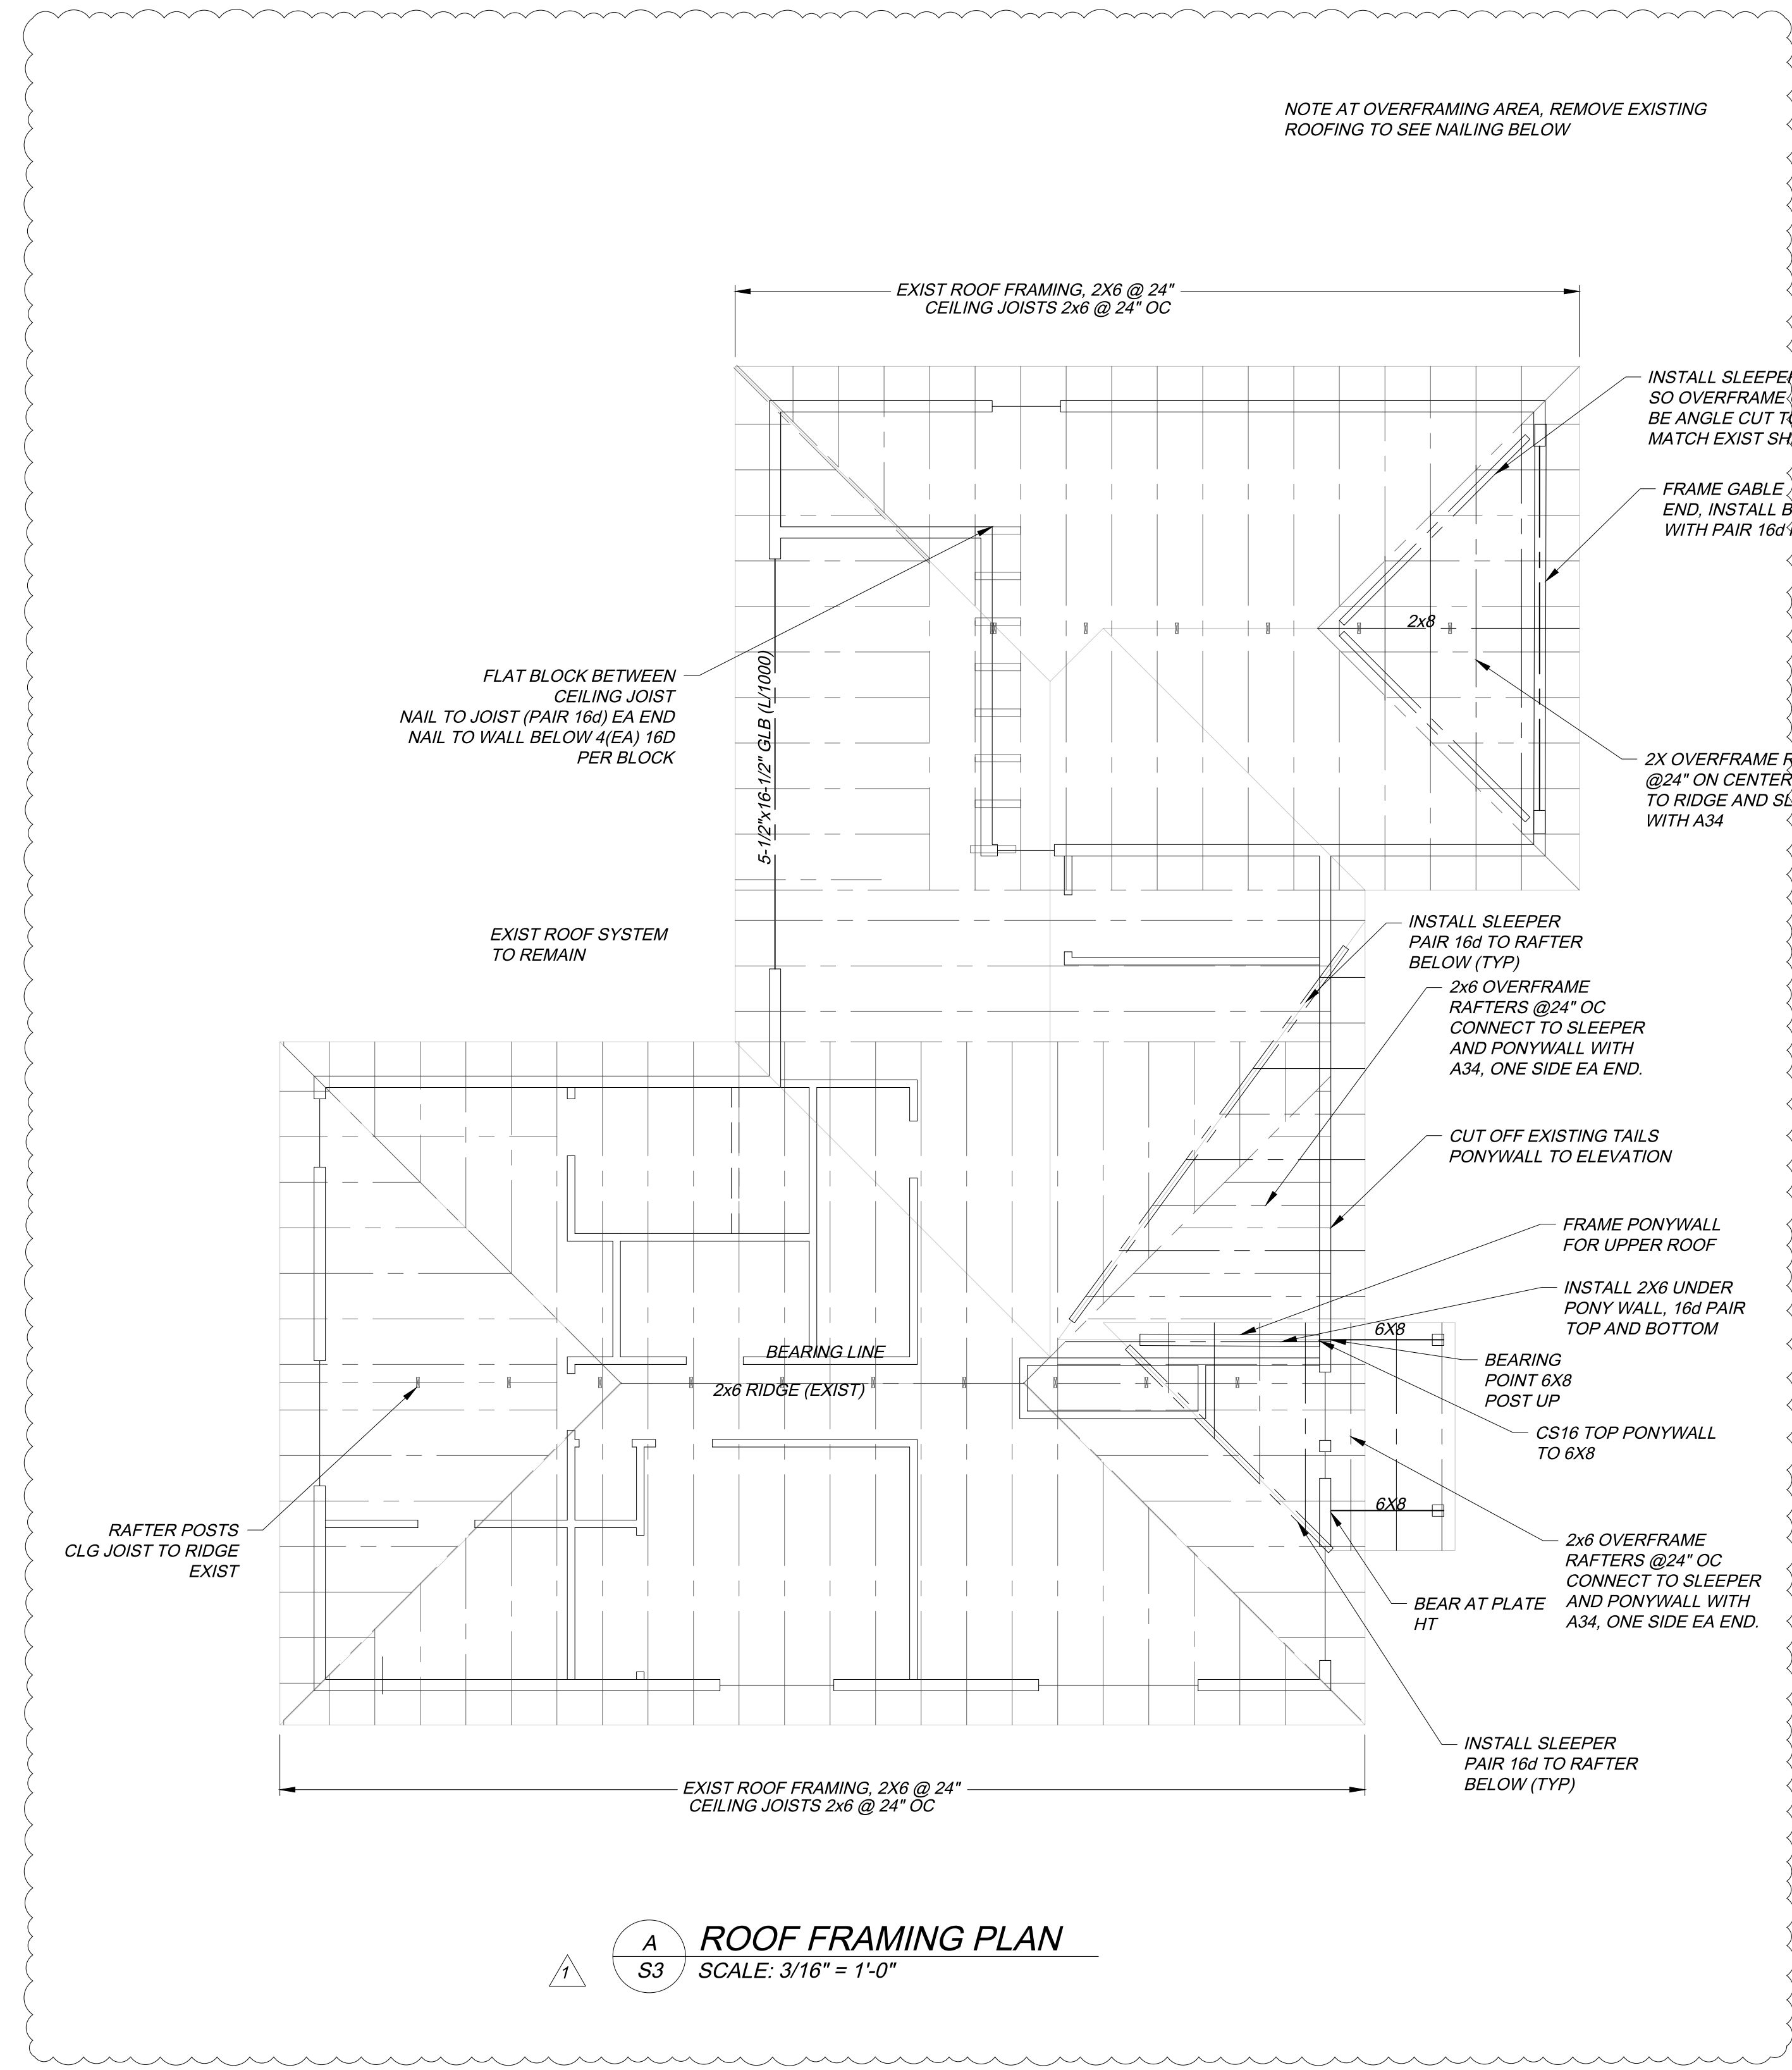 NOTE AT OVERFRAMING AREA, REMOVE EXISTING
ROOFING TO SEE NAILING BELOW
EXIST ROOF FRAMING, 2X6 @ 24"
CEILING JOISTS 2x6 @ 24" OC
INSTALL
SO OVERFRAME
BE ANGLE CUT
MATCH EXIST
FRAME GABLE
END, INSTALL
WITH PAIR 16d
2x8
FLAT BLOCK BETWEEN
CEILING JOIST
NAIL TO JOIST (PAIR 16d) EA END
NAIL TO WALL BELOW 4(EA) 16D
PER BLOCK
5-1/2"x16-1/2" GLB (L/1000)
2X OVERFRAME
@24" ON CENTER
TO RIDGE AND
WITH A34
EXIST ROOF SYSTEM
TO REMAIN
INSTALL SLEEPER
PAIR 16d TO RAFTER
BELOW (TYP)
2x6 OVERFRAME
RAFTERS @24" OC
CONNECT TO SLEEPER
AND PONYWALL WITH
A34, ONE SIDE EA END.
CUT OFF EXISTING TAILS
PONYWALL TO ELEVATION
FRAME PONYWALL
FOR UPPER ROOF
INSTALL 2X6 UNDER
PONY WALL, 16d PAIR
TOP AND BOTTOM
6X8
BEARING LINE
2x6 RIDGE (EXIST)
BEARING
POINT 6X8
POST UP
CS16 TOP PONYWALL
TO 6X8
6X8
RAFTER POSTS
CLG JOIST TO RIDGE
EXIST
2x6 OVERFRAME
RAFTERS @24" OC
CONNECT TO SLEEPER
AND PONYWALL WITH
A34, ONE SIDE EA END.
BEAR AT PLATE
HT
INSTALL SLEEPER
PAIR 16d TO RAFTER
BELOW (TYP)
EXIST ROOF FRAMING, 2X6 @ 24"
CEILING JOISTS 2x6 @ 24" OC
1
A
S3
ROOF FRAMING PLAN
SCALE: 3/16" = 1'-0"